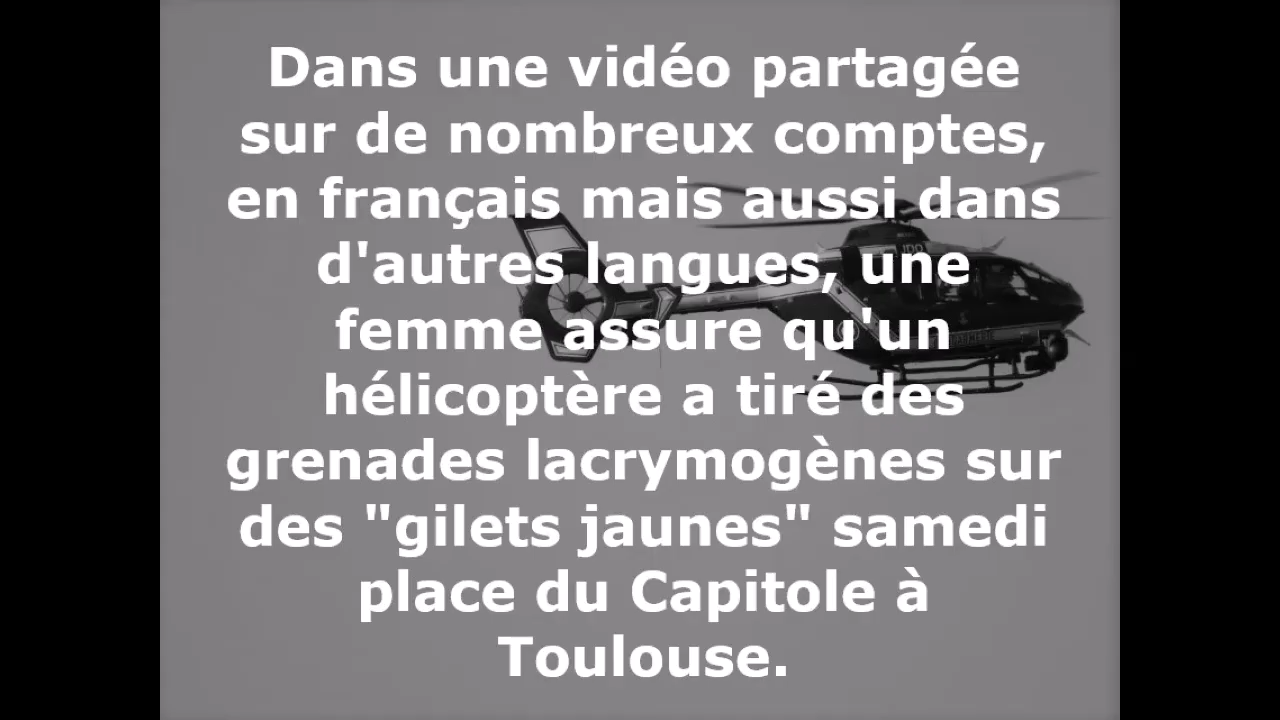 Dans une vidéo partagée
sur de nombreux comptes,
en français mais aussi dans
d'autres langues, une
femme assure qu'un
hélicoptère a tiré des
grenades lacrymogènes sur
des "gilets jaunes" samedi
place du Capitole à
Toulouse.